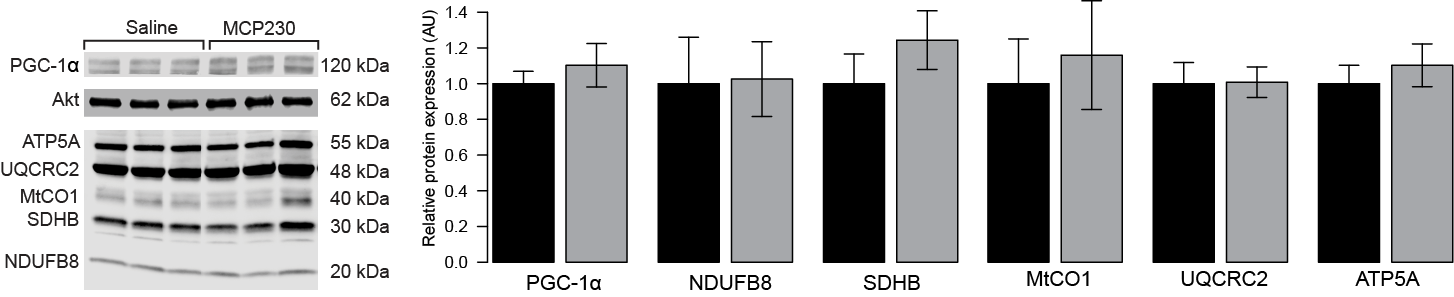 Saline MCP230
PGC-1α 120 kDa
Akt 62 kDa
ATP5A 55 kDa
UQCRC2 48 kDa
MtCO1 40 kDa
SDHB 30 kDa
NDUFB8 20 kDa
Relative protein expression (AU)
1.4
1.2
1.0
0.8
0.6
0.4
0.2
0.0
PGC-1α NDUFB8 SDHB MtCO1 UQCRC2 ATP5A